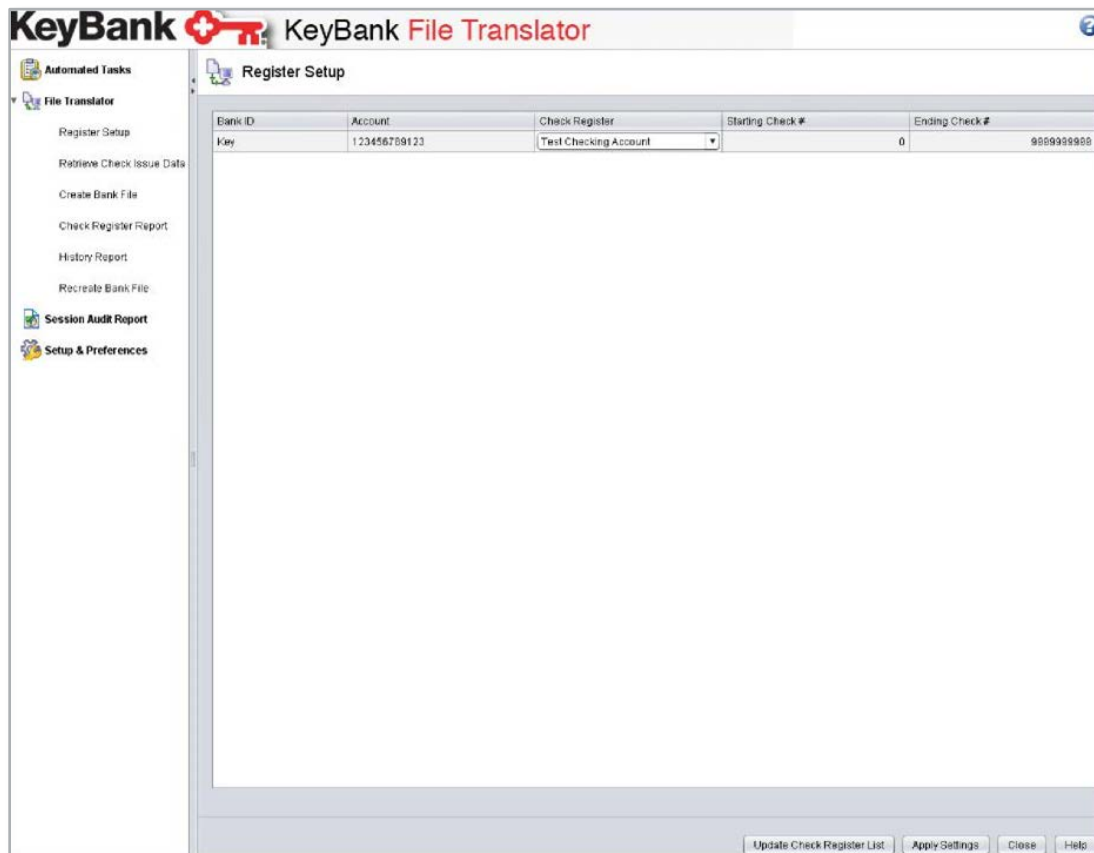 KeyBank KeyBank File Translator
?
Automated Tasks
File Translator
Register Setup
Retrieve Check Issue Data
Create Bank File
Check Register Report
History Report
Recreate Bank File
Session Audit Report
Setup & Preferences
Register Setup
Bank ID Account Check Register Starting Check # Ending Check #
Key 123456789123 Test Checking Account 0 9999999999
Update Check Register List Apply Settings Close Help